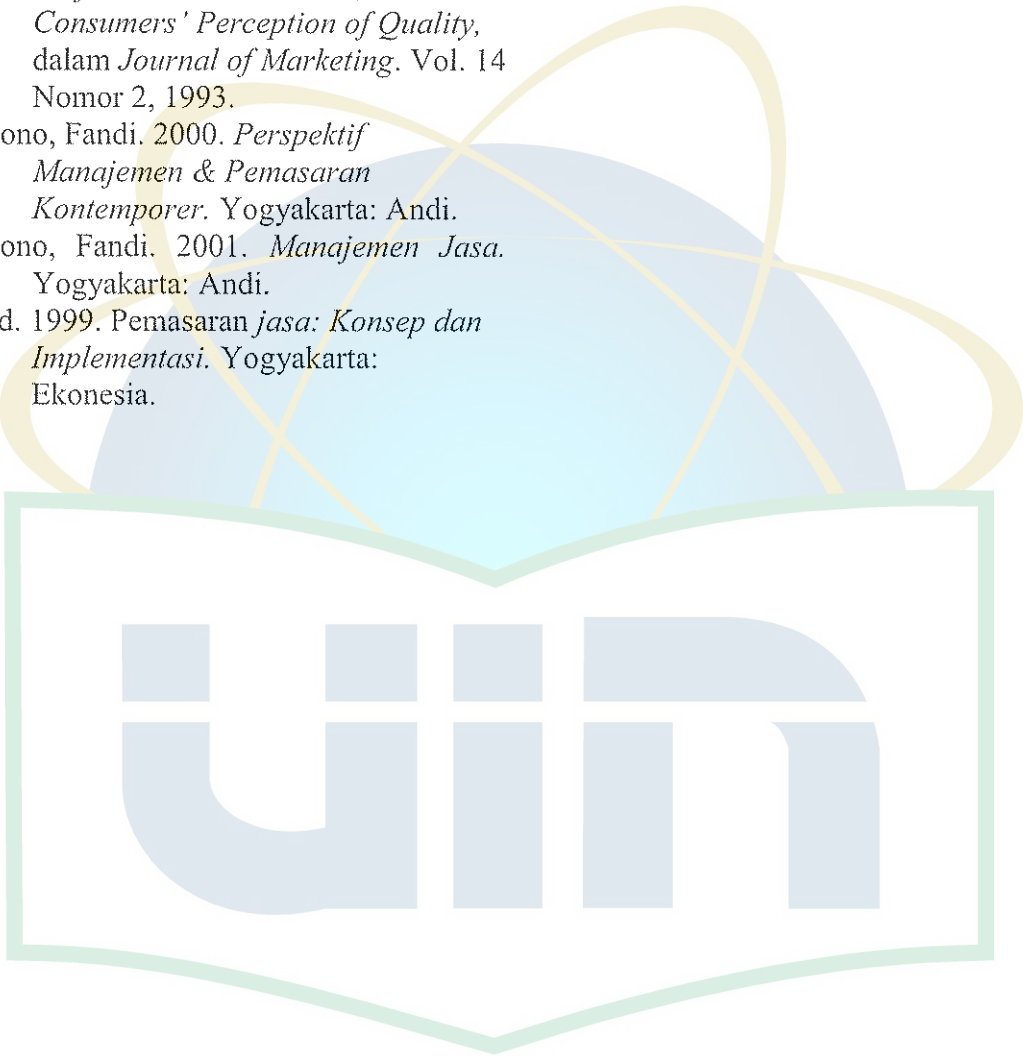 Consumers' Perception of Quality,
dalam Journal of Marketing. Vol. 14
Nomor 2, 1993.
ono, Fandi. 2000. Perspektif
Manajemen & Pemasaran
Kontemporer. Yogyakarta: Andi.
ono, Fandi. 2001. Manajemen Jasa.
Yogyakarta: Andi.
d. 1999. Pemasaran jasa: Konsep dan
Implementasi. Yogyakarta:
Ekonesia.
uin